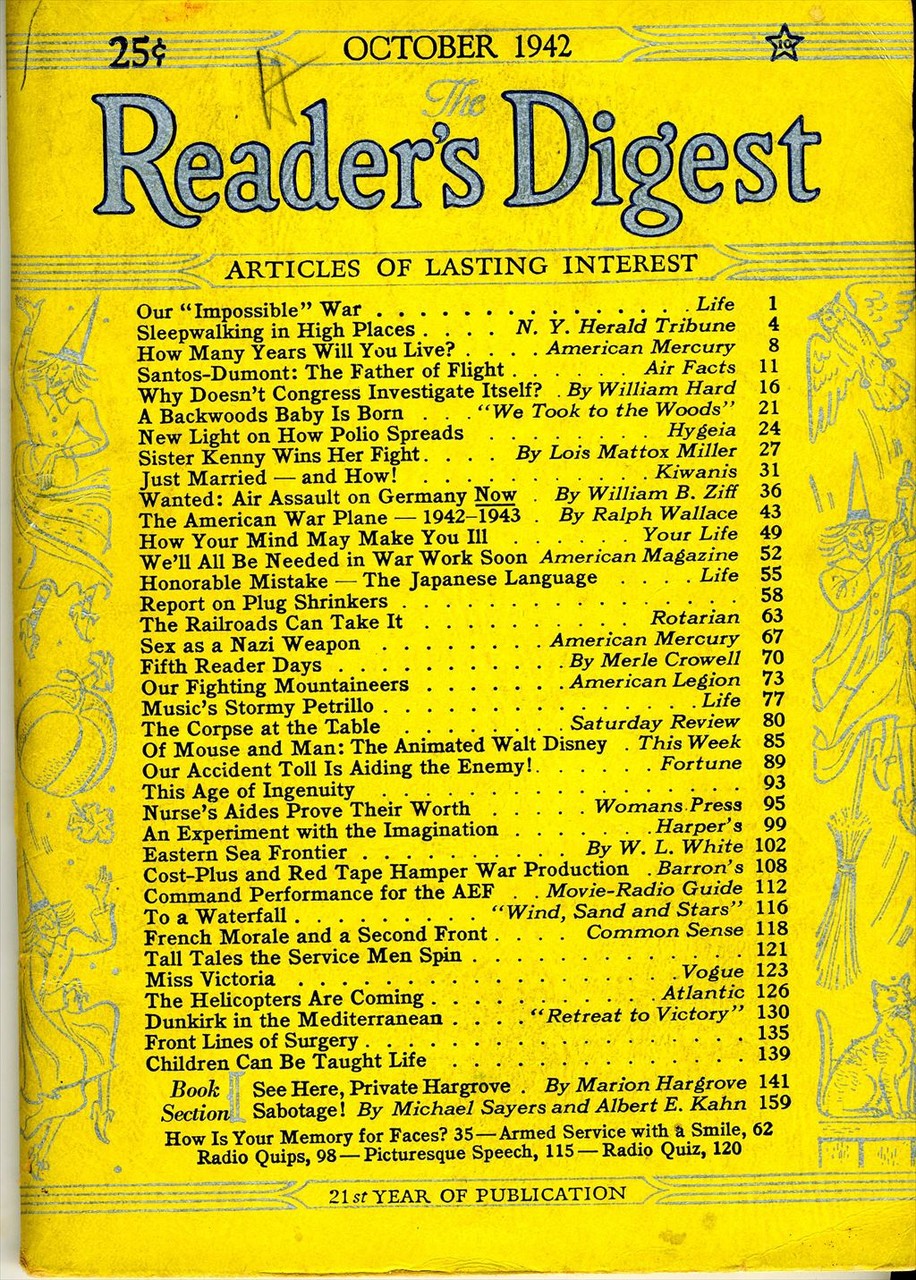 25¢ OCTOBER 1942 10
The
Reader's Digest
ARTICLES OF LASTING INTEREST
Our “Impossible” War . . . . . . . . . . . . . . . Life 1
Sleepwalking in High Places . . . . N. Y. Herald Tribune 4
How Many Years Will You Live? . . . . American Mercury 8
Santos-Dumont: The Father of Flight . . . . . . Air Facts 11
Why Doesn't Congress Investigate Itself? . By William Hard 16
A Backwoods Baby Is Born . . . “We Took to the Woods” 21
New Light on How Polio Spreads . . . . . . . . Hygeia 24
Sister Kenny Wins Her Fight . . . . By Lois Mattox Miller 27
Just Married — and How! . . . . . . . . . . . Kiwanis 31
Wanted: Air Assault on Germany Now . By William B. Ziff 36
The American War Plane — 1942–1943 . By Ralph Wallace 43
How Your Mind May Make You Ill . . . . . . Your Life 49
We'll All Be Needed in War Work Soon American Magazine 52
Honorable Mistake — The Japanese Language . . . . Life 55
Report on Plug Shrinkers . . . . . . . . . . . . . . . . 58
The Railroads Can Take It . . . . . . . . . . Rotarian 63
Sex as a Nazi Weapon . . . . . . . . American Mercury 67
Fifth Reader Days . . . . . . . . . . By Merle Crowell 70
Our Fighting Mountaineers . . . . . . . American Legion 73
Music's Stormy Petrillo . . . . . . . . . . . . . . . Life 77
The Corpse at the Table . . . . . . . . Saturday Review 80
Of Mouse and Man: The Animated Walt Disney . This Week 85
Our Accident Toll Is Aiding the Enemy! . . . . . . Fortune 89
This Age of Ingenuity . . . . . . . . . . . . . . . . . 93
Nurse's Aides Prove Their Worth . . . . . Womans Press 95
An Experiment with the Imagination . . . . . . . Harper's 99
Eastern Sea Frontier . . . . . . . . . . By W. L. White 102
Cost-Plus and Red Tape Hamper War Production . Barron's 108
Command Performance for the AEF . . Movie-Radio Guide 112
To a Waterfall . . . . . . . . . “Wind, Sand and Stars” 116
French Morale and a Second Front . . . . Common Sense 118
Tall Tales the Service Men Spin . . . . . . . . . . . . . 121
Miss Victoria . . . . . . . . . . . . . . . . . Vogue 123
The Helicopters Are Coming . . . . . . . . . . Atlantic 126
Dunkirk in the Mediterranean . . . . “Retreat to Victory” 130
Front Lines of Surgery . . . . . . . . . . . . . . . . . 135
Children Can Be Taught Life . . . . . . . . . . . . . . 139
Book See Here, Private Hargrove . By Marion Hargrove 141
Section Sabotage! By Michael Sayers and Albert E. Kahn 159
How Is Your Memory for Faces? 35—Armed Service with a Smile, 62
Radio Quips, 98—Picturesque Speech, 115—Radio Quiz, 120
21st YEAR OF PUBLICATION